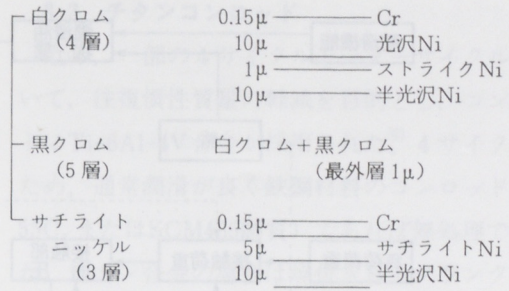 白クロム 0.15μ Cr
(4層) 10μ 光沢Ni
1μ ストライクNi
10μ 半光沢Ni
黒クロム 白クロム+黒クロム
(5層) (最外層1μ)
サチライト 0.15μ Cr
ニッケル 5μ サチライトNi
(3層) 10μ 半光沢Ni